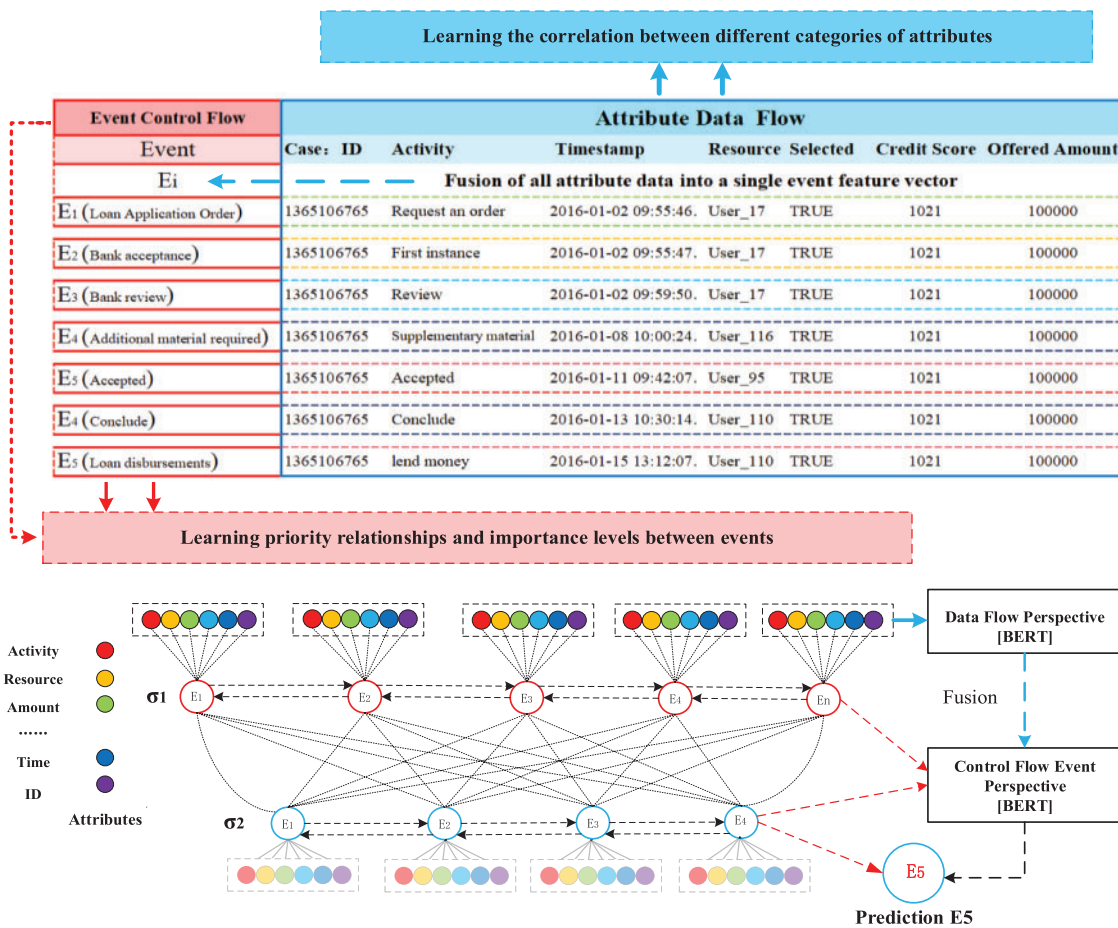 Learning the correlation between different categories of attributes
Event Control Flow
Attribute Data Flow
Event
Case: ID Activity Timestamp Resource Selected Credit Score Offered Amount
Ei
Fusion of all attribute data into a single event feature vector
E1 (Loan Application Order) 1365106765 Request an order 2016-01-02 09:55:46. User_17 TRUE 1021 100000
E2 (Bank acceptance) 1365106765 First instance 2016-01-02 09:55:47. User_17 TRUE 1021 100000
E3 (Bank review) 1365106765 Review 2016-01-02 09:59:50. User_17 TRUE 1021 100000
E4 (Additional material required) 1365106765 Supplementary material 2016-01-08 10:00:24. User_116 TRUE 1021 100000
E5 (Accepted) 1365106765 Accepted 2016-01-11 09:42:07. User_95 TRUE 1021 100000
E4 (Conclude) 1365106765 Conclude 2016-01-13 10:30:14. User_110 TRUE 1021 100000
E5 (Loan disbursements) 1365106765 lend money 2016-01-15 13:12:07. User_110 TRUE 1021 100000
Learning priority relationships and importance levels between events
Data Flow Perspective
[BERT]
Activity
Resource
Amount
......
Time
ID
Attributes
σ1
E1 E2 E3 E4 En
Fusion
Control Flow Event
Perspective
[BERT]
σ2
E1 E2 E3 E4
E5
Prediction E5